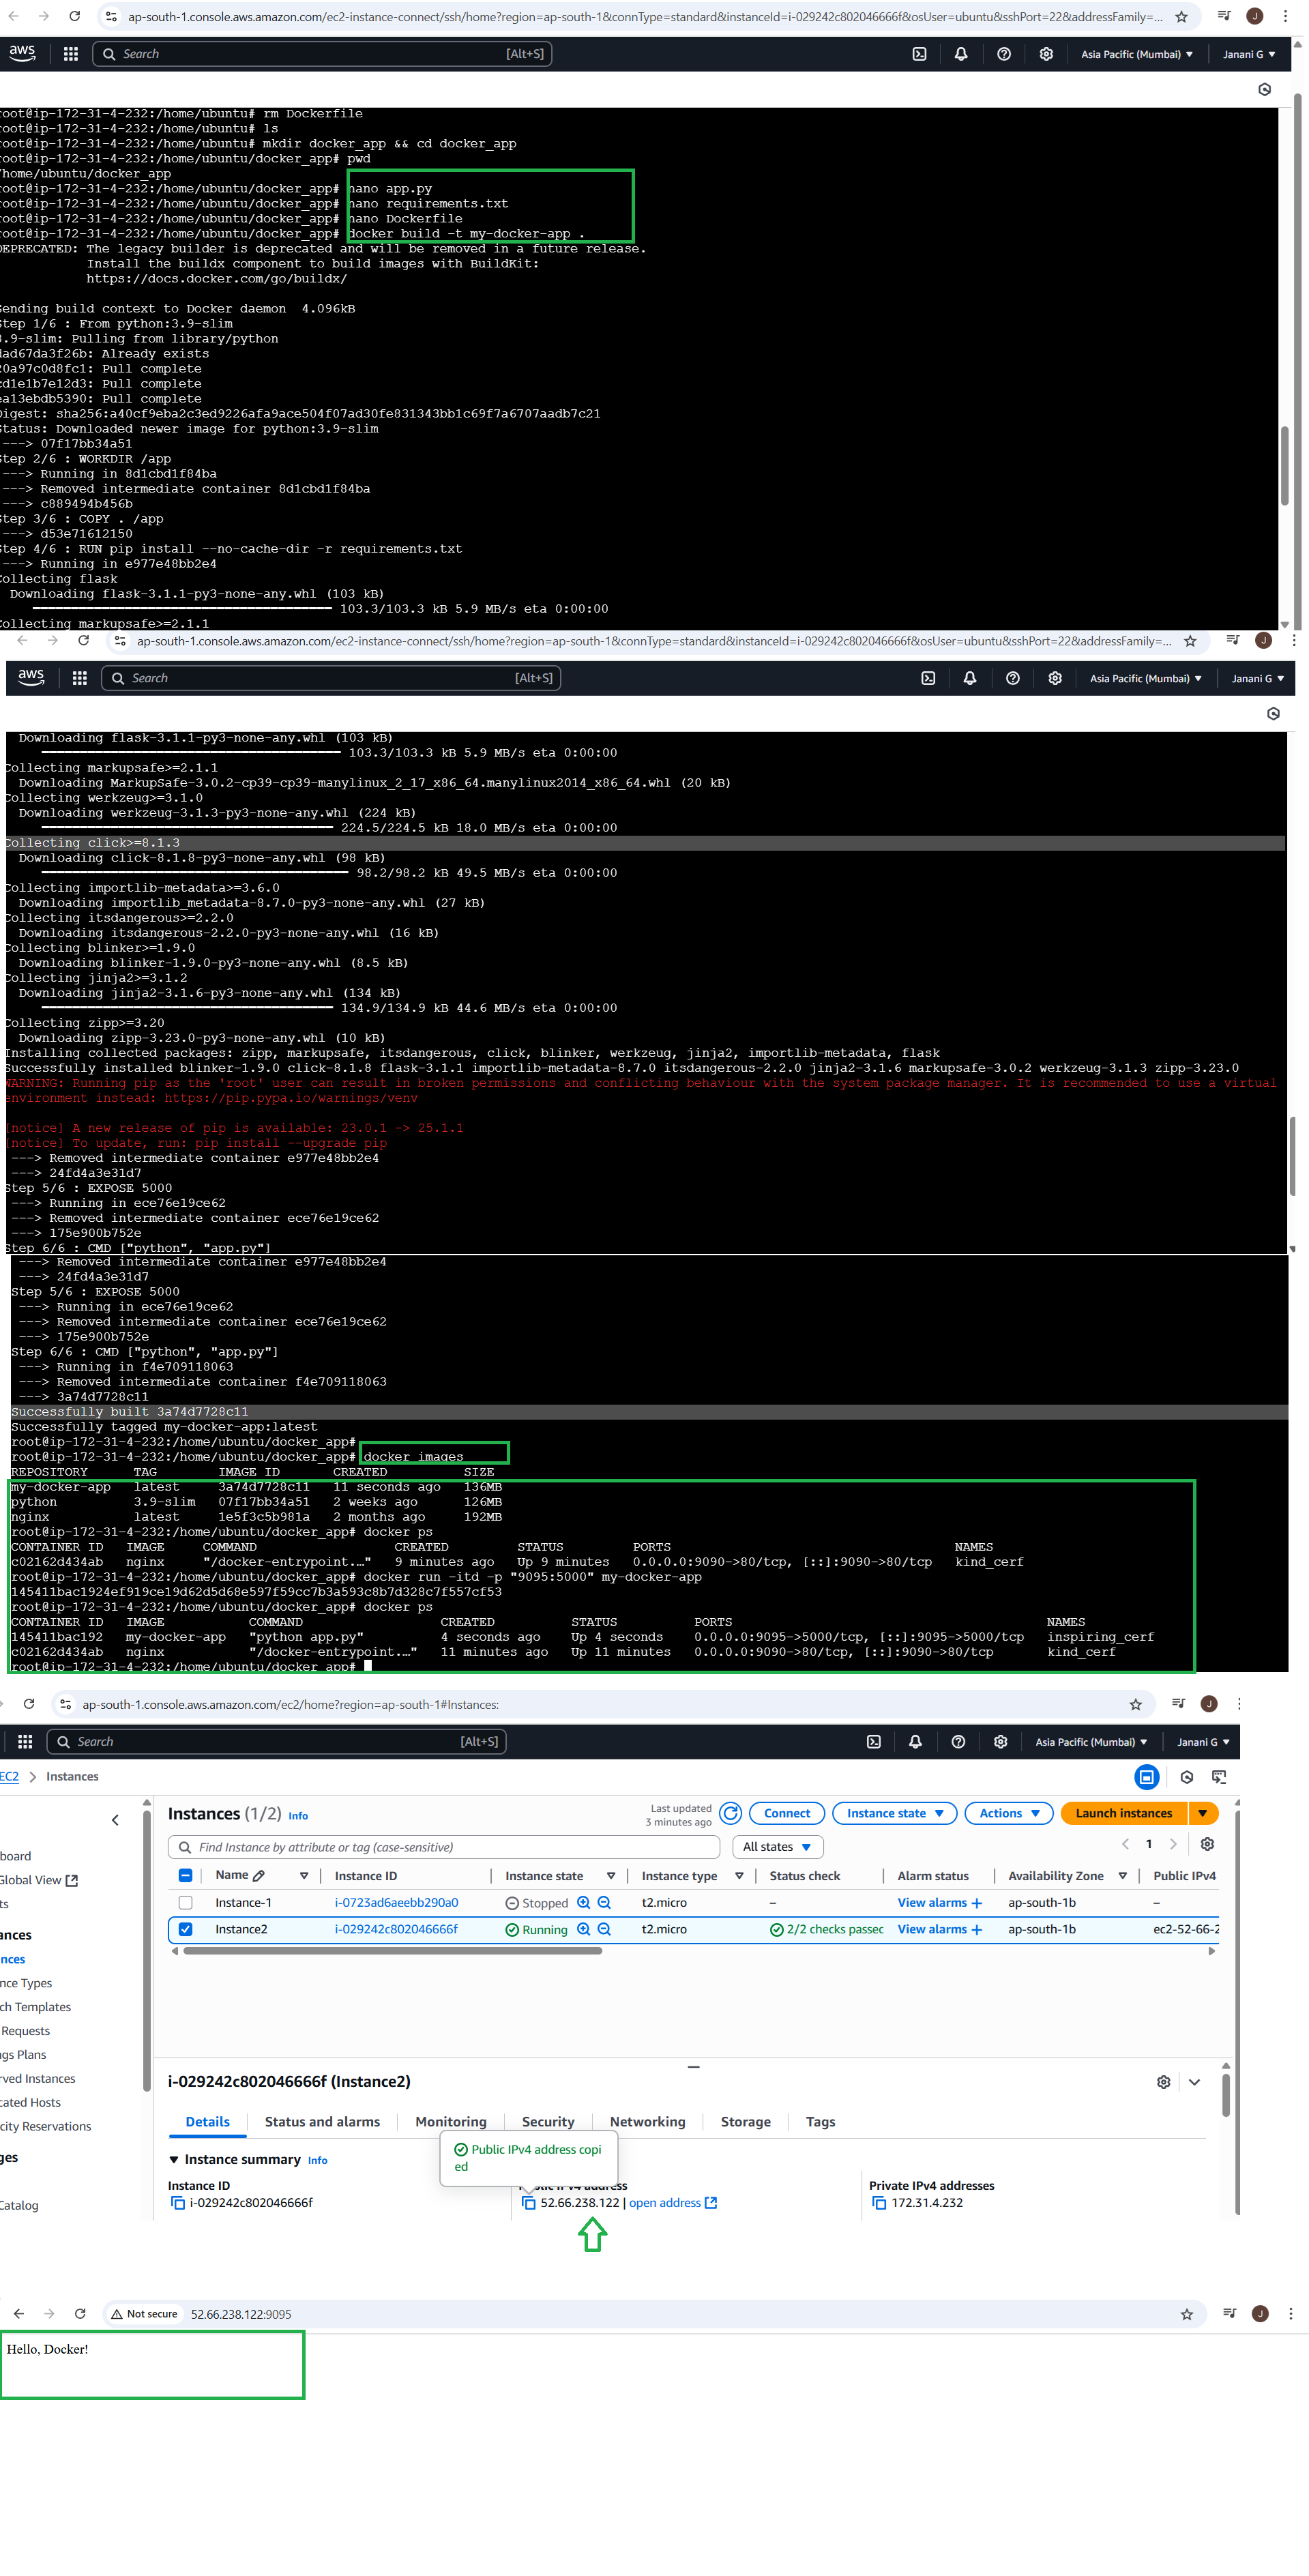 ap-south-1.console.aws.amazon.com/ec2-instance-connect/ssh/home?region=ap-south-1&connType=standard&instanceId=i-029242c802046666f&osUser=ubuntu&sshPort=22&addressFamily=...
J
aws
Search [Alt+S]
Asia Pacific (Mumbai)
Janani G
root@ip-172-31-4-232:/home/ubuntu# rm Dockerfile
root@ip-172-31-4-232:/home/ubuntu# ls
root@ip-172-31-4-232:/home/ubuntu# mkdir docker_app && cd docker_app
root@ip-172-31-4-232:/home/ubuntu/docker_app# pwd
/home/ubuntu/docker_app
root@ip-172-31-4-232:/home/ubuntu/docker_app# nano app.py
root@ip-172-31-4-232:/home/ubuntu/docker_app# nano requirements.txt
root@ip-172-31-4-232:/home/ubuntu/docker_app# nano Dockerfile
root@ip-172-31-4-232:/home/ubuntu/docker_app# docker build -t my-docker-app .
DEPRECATED: The legacy builder is deprecated and will be removed in a future release.
Install the buildx component to build images with BuildKit:
https://docs.docker.com/go/buildx/
Sending build context to Docker daemon 4.096kB
Step 1/6 : From python:3.9-slim
3.9-slim: Pulling from library/python
dad67da3f26b: Already exists
20a97c0d8fc1: Pull complete
cd1e1b7e12d3: Pull complete
ea13ebdb5390: Pull complete
Digest: sha256:a40cf9eba2c3ed9226afa9ace504f07ad30fe831343bb1c69f7a6707aadb7c21
Status: Downloaded newer image for python:3.9-slim
---> 07f17bb34a51
Step 2/6 : WORKDIR /app
---> Running in 8d1cbd1f84ba
---> Removed intermediate container 8d1cbd1f84ba
---> c889494b456b
Step 3/6 : COPY . /app
---> d53e71612150
Step 4/6 : RUN pip install --no-cache-dir -r requirements.txt
---> Running in e977e48bb2e4
Collecting flask
Downloading flask-3.1.1-py3-none-any.whl (103 kB)
103.3/103.3 kB 5.9 MB/s eta 0:00:00
Collecting markupsafe>=2.1.1
ap-south-1.console.aws.amazon.com/ec2-instance-connect/ssh/home?region=ap-south-1&connType=standard&instanceId=i-029242c802046666f&osUser=ubuntu&sshPort=22&addressFamily=...
J
aws
Search [Alt+S]
Asia Pacific (Mumbai)
Janani G
Downloading flask-3.1.1-py3-none-any.whl (103 kB)
103.3/103.3 kB 5.9 MB/s eta 0:00:00
Collecting markupsafe>=2.1.1
Downloading MarkupSafe-3.0.2-cp39-cp39-manylinux_2_17_x86_64.manylinux2014_x86_64.whl (20 kB)
Collecting werkzeug>=3.1.0
Downloading werkzeug-3.1.3-py3-none-any.whl (224 kB)
224.5/224.5 kB 18.0 MB/s eta 0:00:00
Collecting click>=8.1.3
Downloading click-8.1.8-py3-none-any.whl (98 kB)
98.2/98.2 kB 49.5 MB/s eta 0:00:00
Collecting importlib-metadata>=3.6.0
Downloading importlib_metadata-8.7.0-py3-none-any.whl (27 kB)
Collecting itsdangerous>=2.2.0
Downloading itsdangerous-2.2.0-py3-none-any.whl (16 kB)
Collecting blinker>=1.9.0
Downloading blinker-1.9.0-py3-none-any.whl (8.5 kB)
Collecting jinja2>=3.1.2
Downloading jinja2-3.1.6-py3-none-any.whl (134 kB)
134.9/134.9 kB 44.6 MB/s eta 0:00:00
Collecting zipp>=3.20
Downloading zipp-3.23.0-py3-none-any.whl (10 kB)
Installing collected packages: zipp, markupsafe, itsdangerous, click, blinker, werkzeug, jinja2, importlib-metadata, flask
Successfully installed blinker-1.9.0 click-8.1.8 flask-3.1.1 importlib-metadata-8.7.0 itsdangerous-2.2.0 jinja2-3.1.6 markupsafe-3.0.2 werkzeug-3.1.3 zipp-3.23.0
WARNING: Running pip as the 'root' user can result in broken permissions and conflicting behaviour with the system package manager. It is recommended to use a virtual
environment instead: https://pip.pypa.io/warnings/venv
[notice] A new release of pip is available: 23.0.1 -> 25.1.1
[notice] To update, run: pip install --upgrade pip
---> Removed intermediate container e977e48bb2e4
---> 24fd4a3e31d7
Step 5/6 : EXPOSE 5000
---> Running in ece76e19ce62
---> Removed intermediate container ece76e19ce62
---> 175e900b752e
Step 6/6 : CMD ["python", "app.py"]
---> Removed intermediate container e977e48bb2e4
---> 24fd4a3e31d7
Step 5/6 : EXPOSE 5000
---> Running in ece76e19ce62
---> Removed intermediate container ece76e19ce62
---> 175e900b752e
Step 6/6 : CMD ["python", "app.py"]
---> Running in f4e709118063
---> Removed intermediate container f4e709118063
---> 3a74d7728c11
Successfully built 3a74d7728c11
Successfully tagged my-docker-app:latest
root@ip-172-31-4-232:/home/ubuntu/docker_app#
root@ip-172-31-4-232:/home/ubuntu/docker_app# docker images
REPOSITORY TAG IMAGE ID CREATED SIZE
my-docker-app latest 3a74d7728c11 11 seconds ago 136MB
python 3.9-slim 07f17bb34a51 2 weeks ago 126MB
nginx latest 1e5f3c5b981a 2 months ago 192MB
root@ip-172-31-4-232:/home/ubuntu/docker_app# docker ps
CONTAINER ID IMAGE COMMAND CREATED STATUS PORTS NAMES
c02162d434ab nginx "/docker-entrypoint.…" 9 minutes ago Up 9 minutes 0.0.0.0:9090->80/tcp, [::]:9090->80/tcp kind_cerf
root@ip-172-31-4-232:/home/ubuntu/docker_app# docker run -itd -p "9095:5000" my-docker-app
145411bac1924ef919ce19d62d5d68e597f59cc7b3a593c8b7d328c7f557cf53
root@ip-172-31-4-232:/home/ubuntu/docker_app# docker ps
CONTAINER ID IMAGE COMMAND CREATED STATUS PORTS NAMES
145411bac192 my-docker-app "python app.py" 4 seconds ago Up 4 seconds 0.0.0.0:9095->5000/tcp, [::]:9095->5000/tcp inspiring_cerf
c02162d434ab nginx "/docker-entrypoint.…" 11 minutes ago Up 11 minutes 0.0.0.0:9090->80/tcp, [::]:9090->80/tcp kind_cerf
root@ip-172-31-4-232:/home/ubuntu/docker_app#
ap-south-1.console.aws.amazon.com/ec2/home?region=ap-south-1#Instances:
J
Search [Alt+S]
Asia Pacific (Mumbai)
Janani G
EC2 > Instances
Instances (1/2) Info
Last updated
3 minutes ago
Connect
Instance state
Actions
Launch instances
Find Instance by attribute or tag (case-sensitive)
All states
1
Name Instance ID Instance state Instance type Status check Alarm status Availability Zone Public IPv4
Instance-1 i-0723ad6aeebb290a0 Stopped t2.micro – View alarms + ap-south-1b –
Instance2 i-029242c802046666f Running t2.micro 2/2 checks passec View alarms + ap-south-1b ec2-52-66-2
board
Global View
ts
ances
nces
nce Types
ch Templates
Requests
ngs Plans
rved Instances
cated Hosts
city Reservations
ges
Catalog
i-029242c802046666f (Instance2)
Details Status and alarms Monitoring Security Networking Storage Tags
Public IPv4 address copi
ed
Instance summary Info
Instance ID
i-029242c802046666f
Public IPv4 address
52.66.238.122 | open address
Private IPv4 addresses
172.31.4.232
Not secure 52.66.238.122:9095
J
Hello, Docker!